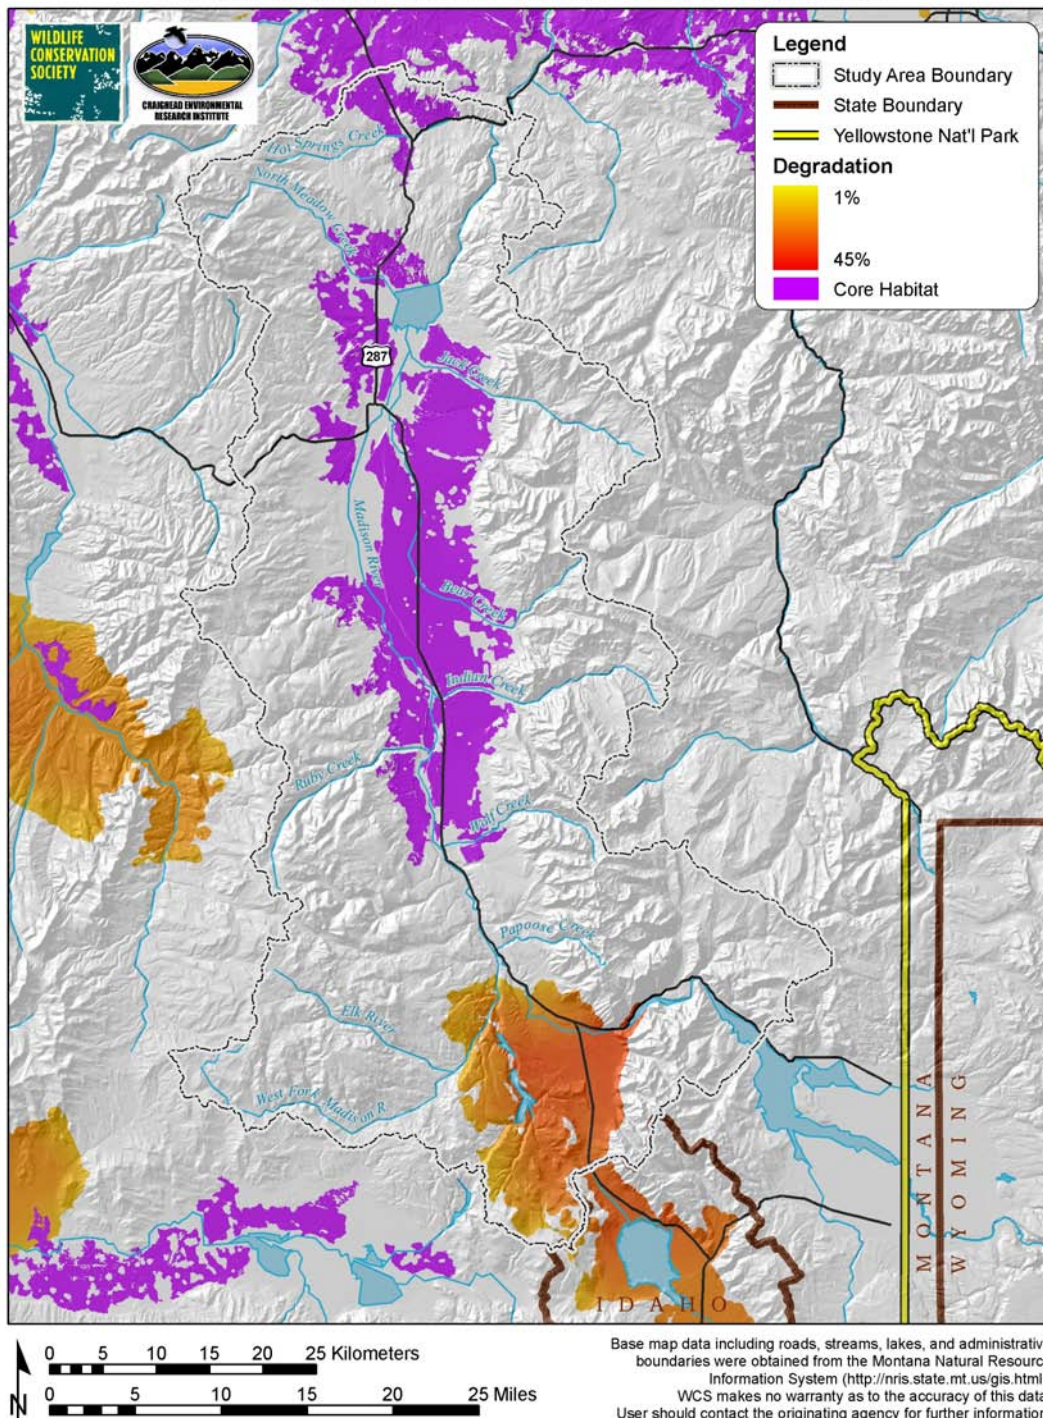 WILDLIFE
CONSERVATION
SOCIETY
CRAIGHEAD ENVIRONMENTAL
RESEARCH INSTITUTE
Legend
Study Area Boundary
State Boundary
Yellowstone Nat'l Park
Degradation
1%
45%
Core Habitat
Hot Springs Creek
North Meadow Creek
287
Jack Creek
Madison River
Bear Creek
Indian Creek
Ruby Creek
Wolf Creek
Papoose Creek
Elk River
West Fork Madison R.
MONTANA
WYOMING
IDAHO
0 5 10 15 20 25 Kilometers
0 5 10 15 20 25 Miles
N
Base map data including roads, streams, lakes, and administrativ
boundaries were obtained from the Montana Natural Resourc
Information System (http://nris.state.mt.us/gis.html
WCS makes no warranty as to the accuracy of this data
User should contact the originating agency for further information